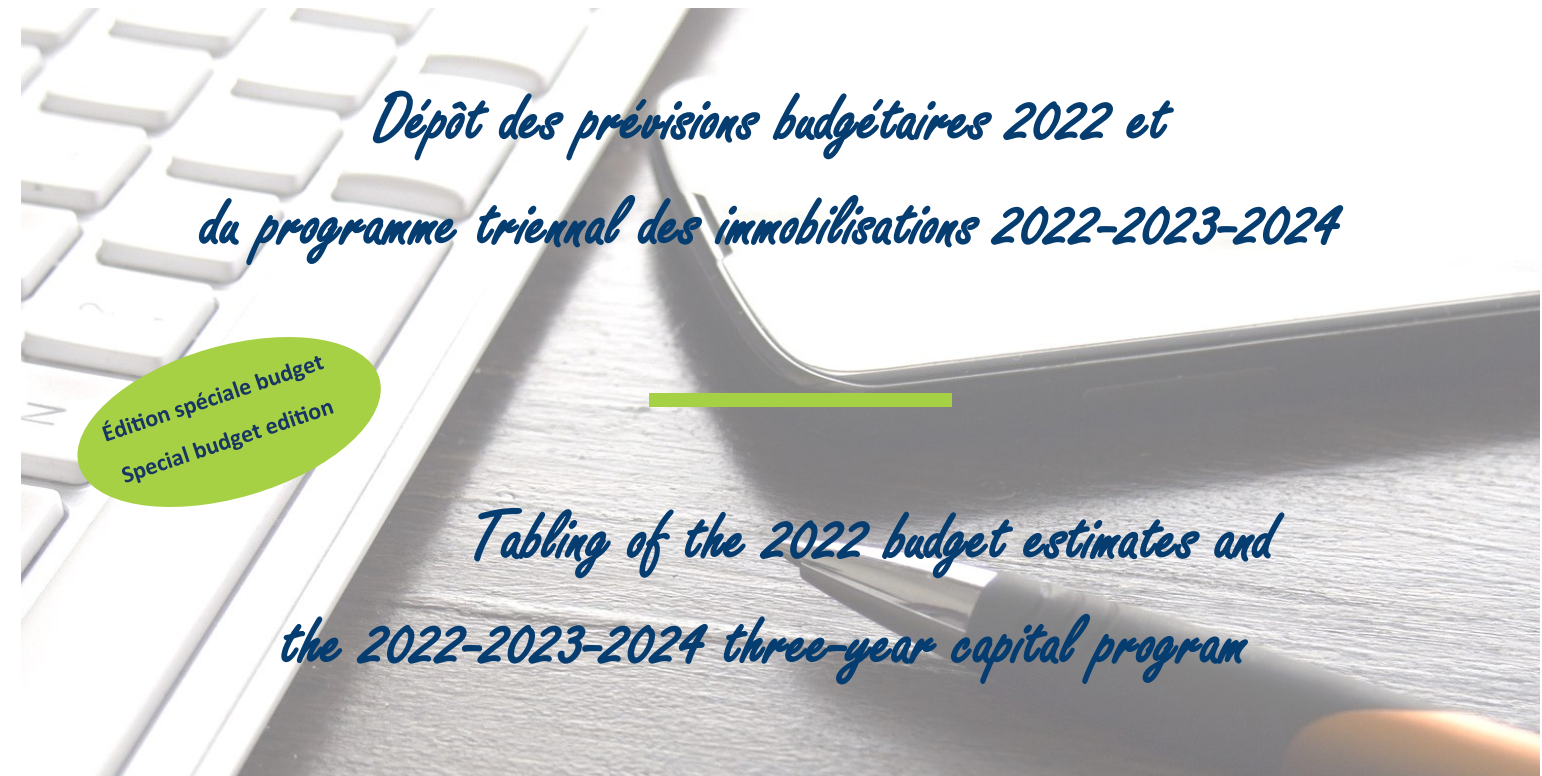 Dépôt des prévisions budgétaires 2022 et
du programme triennal des immobilisations 2022-2023-2024
Édition spéciale budget
Special budget edition
Tabling of the 2022 budget estimates and
the 2022-2023-2024 three-year capital program
N